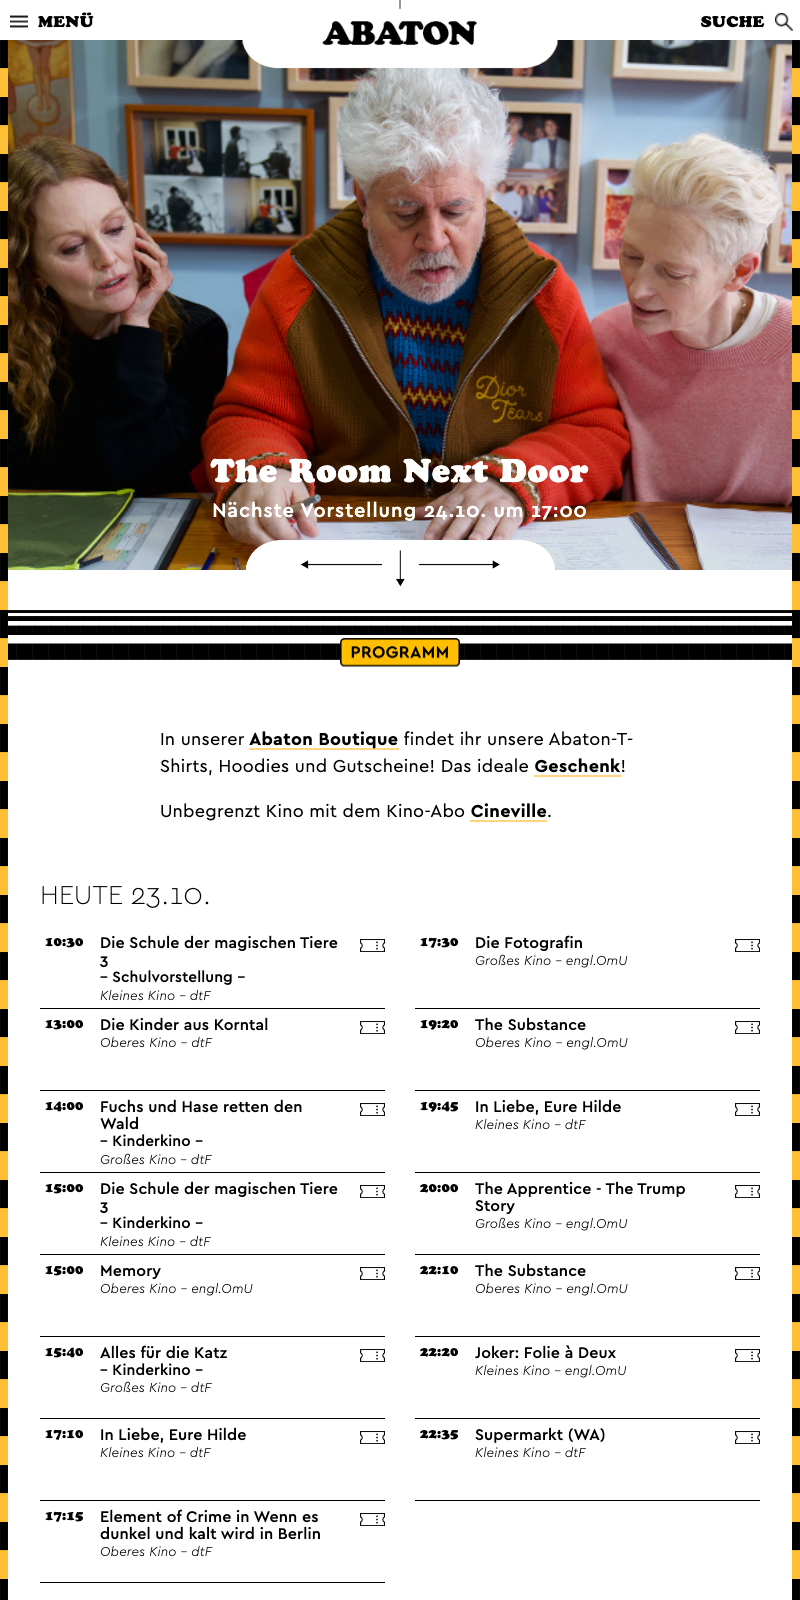 MENÜ
ABATON
SUCHE
Dior
Tears
The Room Next Door
Nächste Vorstellung 24.10. um 17:00
PROGRAMM
In unserer Abaton Boutique findet ihr unsere Abaton-T-
Shirts, Hoodies und Gutscheine! Das ideale Geschenk!
Unbegrenzt Kino mit dem Kino-Abo Cineville.
HEUTE 23.10.
10:30 Die Schule der magischen Tiere
3
– Schulvorstellung –
Kleines Kino – dtF
13:00 Die Kinder aus Korntal
Oberes Kino – dtF
14:00 Fuchs und Hase retten den
Wald
– Kinderkino –
Großes Kino – dtF
15:00 Die Schule der magischen Tiere
3
– Kinderkino –
Kleines Kino – dtF
15:00 Memory
Oberes Kino – engl.OmU
15:40 Alles für die Katz
– Kinderkino –
Großes Kino – dtF
17:10 In Liebe, Eure Hilde
Kleines Kino – dtF
17:15 Element of Crime in Wenn es
dunkel und kalt wird in Berlin
Oberes Kino – dtF
17:30 Die Fotografin
Großes Kino – engl.OmU
19:20 The Substance
Oberes Kino – engl.OmU
19:45 In Liebe, Eure Hilde
Kleines Kino – dtF
20:00 The Apprentice - The Trump
Story
Großes Kino – engl.OmU
22:10 The Substance
Oberes Kino – engl.OmU
22:20 Joker: Folie à Deux
Kleines Kino – engl.OmU
22:35 Supermarkt (WA)
Kleines Kino – dtF